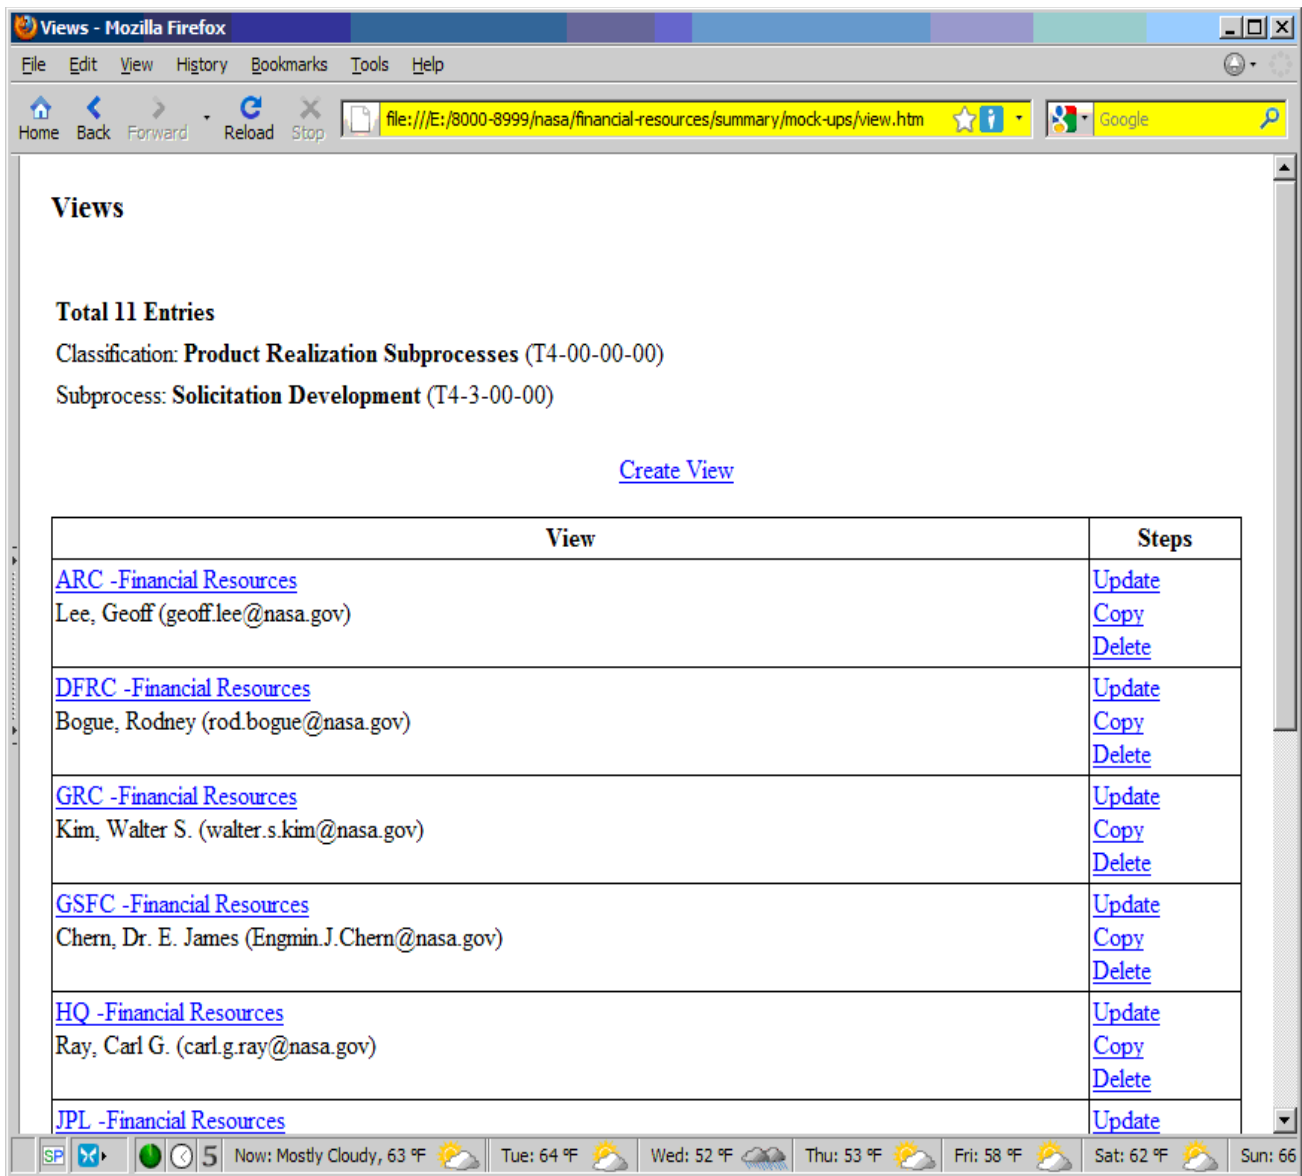 Views - Mozilla Firefox
File Edit View History Bookmarks Tools Help
Home Back Forward Reload Stop file:///E:/8000-8999/nasa/financial-resources/summary/mock-ups/view.htm Google
Views
Total 11 Entries
Classification: Product Realization Subprocesses (T4-00-00-00)
Subprocess: Solicitation Development (T4-3-00-00)
Create View
View Steps
ARC -Financial Resources Update
Lee, Geoff (geoff.lee@nasa.gov) Copy
Delete
DFRC -Financial Resources Update
Bogue, Rodney (rod.bogue@nasa.gov) Copy
Delete
GRC -Financial Resources Update
Kim, Walter S. (walter.s.kim@nasa.gov) Copy
Delete
GSFC -Financial Resources Update
Chern, Dr. E. James (Engmin.J.Chern@nasa.gov) Copy
Delete
HQ -Financial Resources Update
Ray, Carl G. (carl.g.ray@nasa.gov) Copy
Delete
JPL -Financial Resources Update
SP 5 Now: Mostly Cloudy, 63 °F Tue: 64 °F Wed: 52 °F Thu: 53 °F Fri: 58 °F Sat: 62 °F Sun: 66